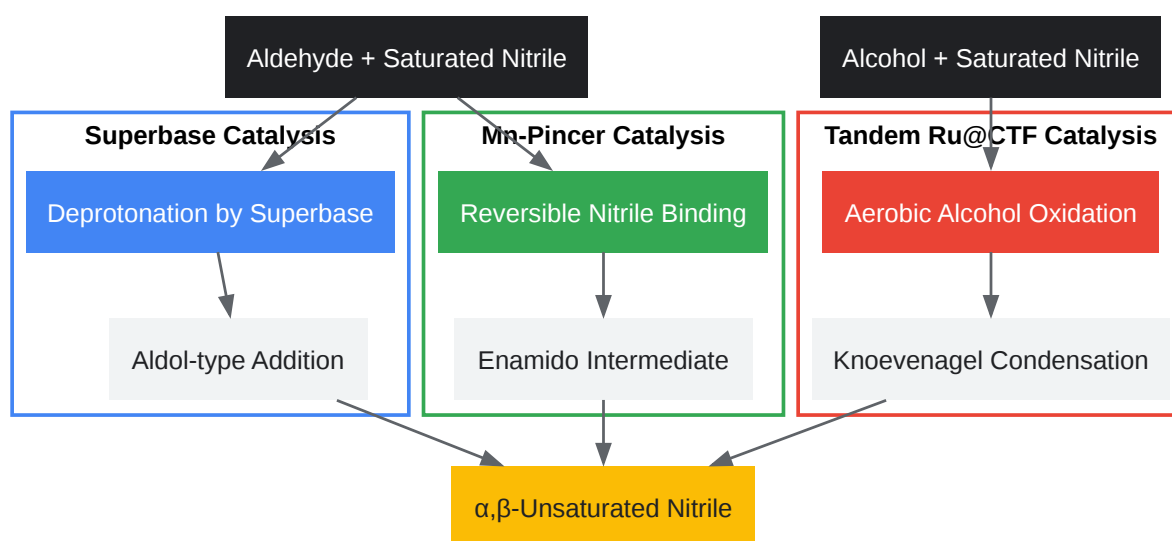 Aldehyde + Saturated Nitrile
Alcohol + Saturated Nitrile
Superbase Catalysis
Mn-Pincer Catalysis
Tandem Ru@CTF Catalysis
Deprotonation by Superbase
Reversible Nitrile Binding
Aerobic Alcohol Oxidation
Aldol-type Addition
Enamido Intermediate
Knoevenagel Condensation
α,β-Unsaturated Nitrile